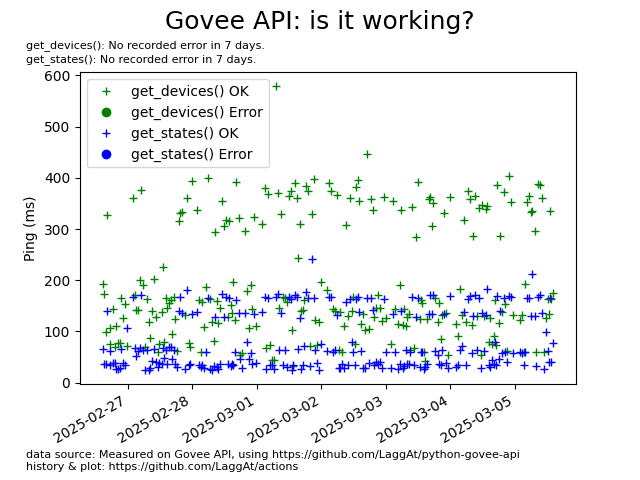 Govee API: is it working?
get_devices(): No recorded error in 7 days.
get_states(): No recorded error in 7 days.
get_devices() OK
get_devices() Error
get_states() OK
get_states() Error
Ping (ms)
600
500
400
300
200
100
0
2025-02-27
2025-02-28
2025-03-01
2025-03-02
2025-03-03
2025-03-04
2025-03-05
data source: Measured on Govee API, using https://github.com/LaggAt/python-govee-api
history & plot: https://github.com/LaggAt/actions